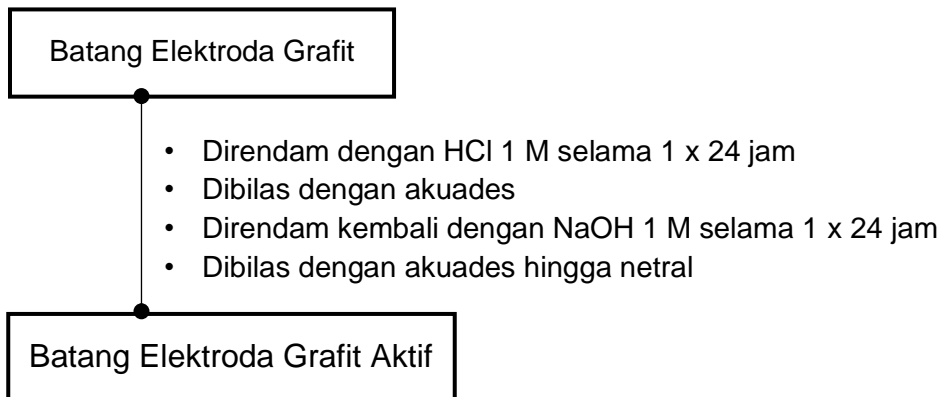 Batang Elektroda Grafit
• Direndam dengan HCl 1 M selama 1 x 24 jam
• Dibilas dengan akuades
• Direndam kembali dengan NaOH 1 M selama 1 x 24 jam
• Dibilas dengan akuades hingga netral
Batang Elektroda Grafit Aktif